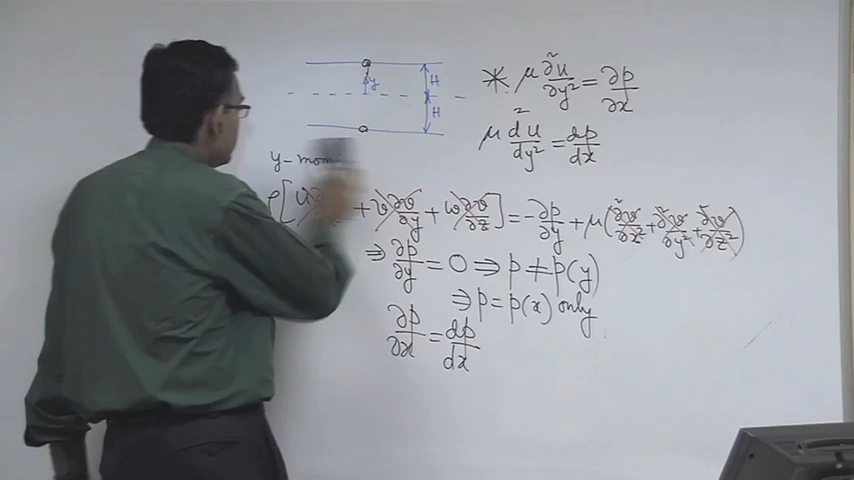 y
H
H
* μ ∂²u/∂y² = ∂p/∂x
μ d²u/dy² = dp/dx
y-mom
ρ[u + v ∂v/∂y + w ∂v/∂z] = -∂p/∂y + μ(∂²v/∂x² + ∂²v/∂y² + ∂²v/∂z²)
⇒ ∂p/∂y = 0 ⇒ p ≠ p(y)
⇒ p = p(x) only
∂p/∂x = dp/dx